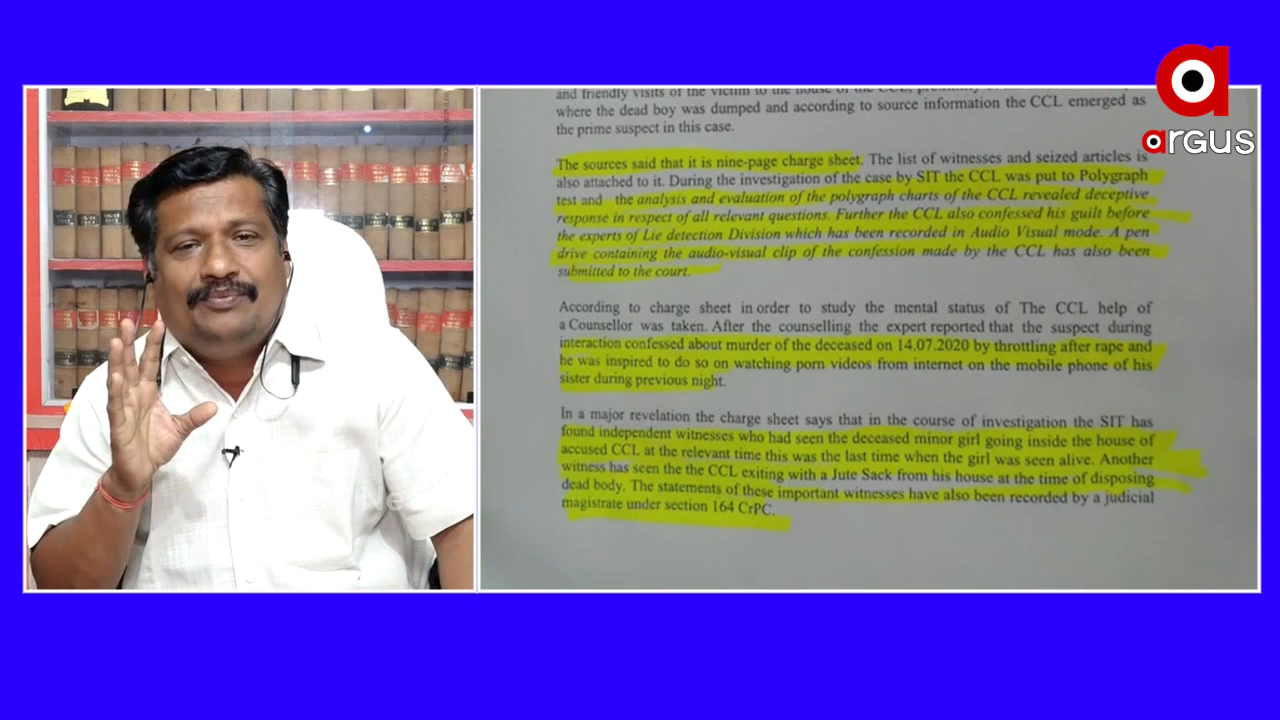 and friendly visits of the victim to the house of the CCL,
where the dead boy was dumped and according to source information the CCL emerged as
the prime suspect in this case.
The sources said that it is nine-page charge sheet. The list of witnesses and seized articles is
also attached to it. During the investigation of the case by SIT the CCL was put to Polygraph
test and the analysis and evaluation of the polygraph charts of the CCL revealed deceptive
response in respect of all relevant questions. Further the CCL also confessed his guilt before
the experts of Lie detection Division which has been recorded in Audio Visual mode. A pen
drive containing the audio-visual clip of the confession made by the CCL has also been
submitted to the court.
According to charge sheet in order to study the mental status of The CCL help of
a Counsellor was taken. After the counselling the expert reported that the suspect during
interaction confessed about murder of the deceased on 14.07.2020 by throttling after rape and
he was inspired to do so on watching porn videos from internet on the mobile phone of his
sister during previous night.
In a major revelation the charge sheet says that in the course of investigation the SIT has
found independent witnesses who had seen the deceased minor girl going inside the house of
accused CCL at the relevant time this was the last time when the girl was seen alive. Another
witness has seen the the CCL exiting with a Jute Sack from his house at the time of disposing
dead body. The statements of these important witnesses have also been recorded by a judicial
magistrate under section 164 CrPC.
argus